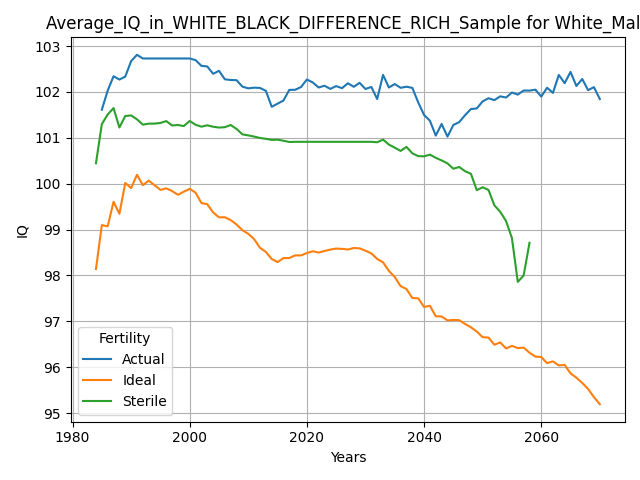 Average_IQ_in_WHITE_BLACK_DIFFERENCE_RICH_Sample for White_Mal
103
102
101
100
99
98
97
96
95
IQ
Fertility
Actual
Ideal
Sterile
1980
2000
2020
2040
2060
Years